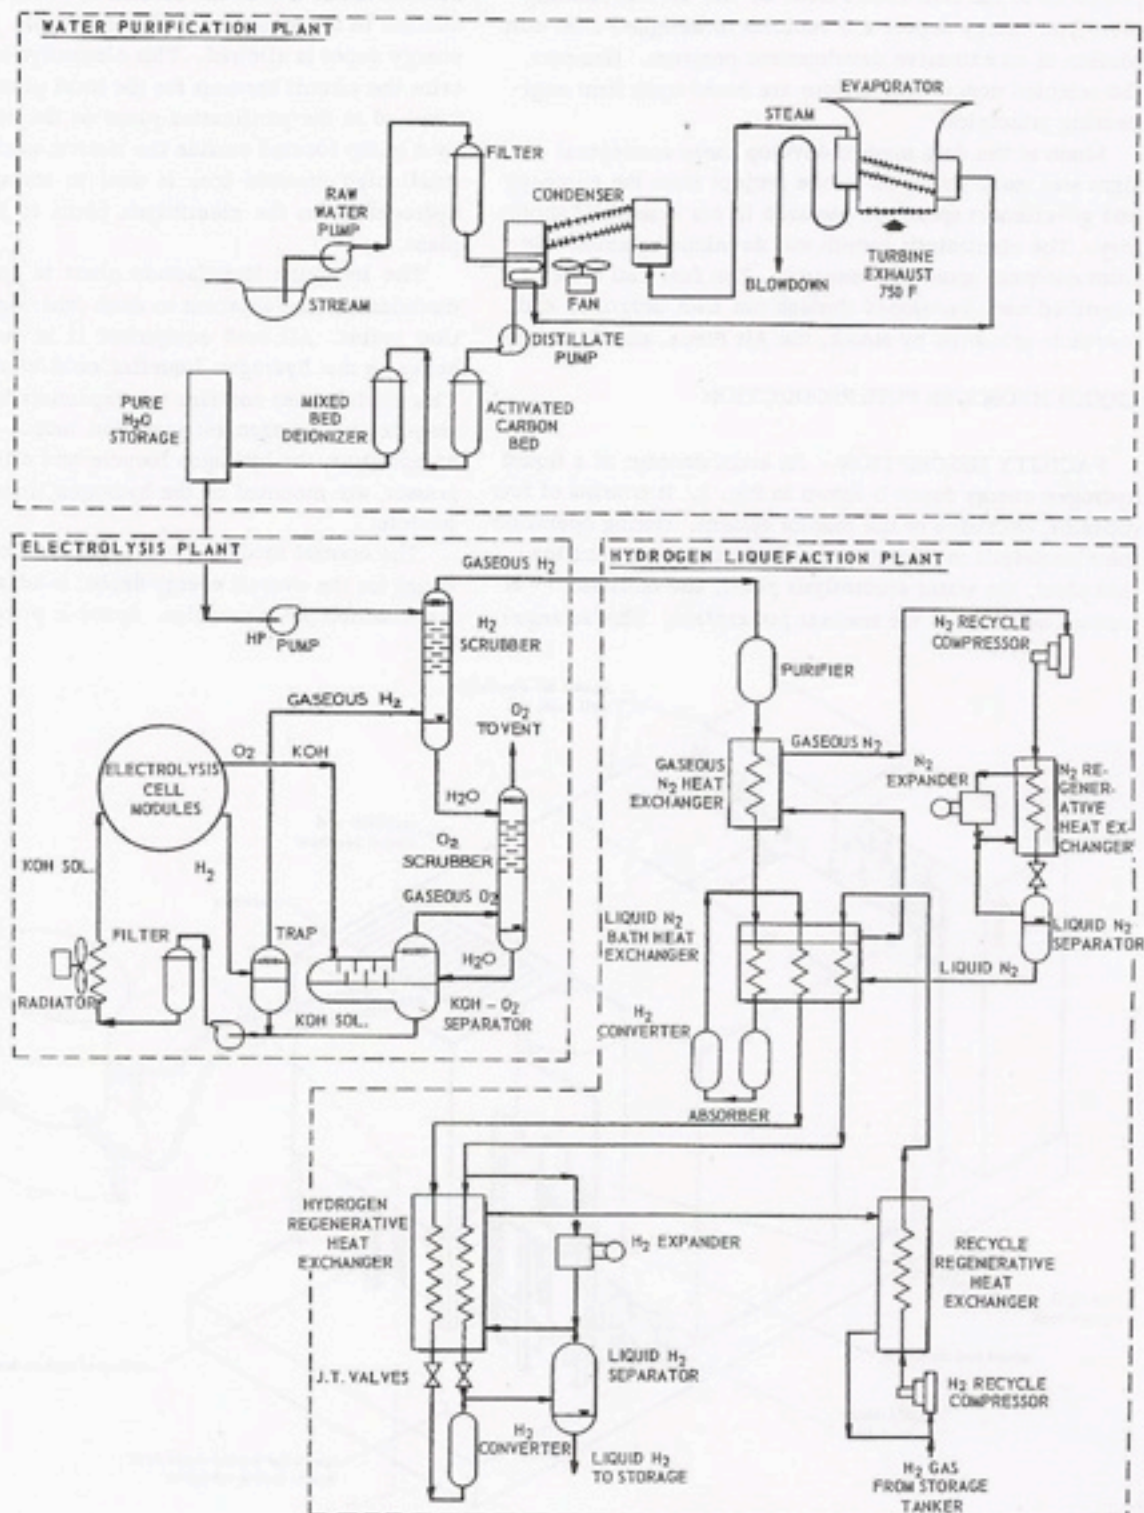 WATER PURIFICATION PLANT
EVAPORATOR
STEAM
FILTER
CONDENSER
RAW
WATER
PUMP
STREAM
FAN
BLOWDOWN
TURBINE
EXHAUST
750 F
DISTILLATE
PUMP
PURE
H2O
STORAGE
MIXED
BED
DEIONIZER
ACTIVATED
CARBON
BED
ELECTROLYSIS PLANT
GASEOUS H2
HYDROGEN LIQUEFACTION PLANT
HP PUMP
H2
SCRUBBER
N2 RECYCLE
COMPRESSOR
PURIFIER
GASEOUS H2
O2
TO VENT
GASEOUS N2
O2
KOH
ELECTROLYSIS
CELL
MODULES
GASEOUS
N2 HEAT
EXCHANGER
N2
EXPANDER
N2 RE-
GENER-
ATIVE
HEAT EX-
CHANGER
H2O
O2
SCRUBBER
KOH SOL.
H2
GASEOUS O2
LIQUID N2
BATH HEAT
EXCHANGER
LIQUID N2
SEPARATOR
FILTER
TRAP
H2O
LIQUID N2
RADIATOR
KOH SOL.
KOH - O2
SEPARATOR
H2
CONVERTER
ABSORBER
HYDROGEN
REGENERATIVE
HEAT
EXCHANGER
H2 EXPANDER
RECYCLE
REGENERATIVE
HEAT
EXCHANGER
J.T. VALVES
LIQUID H2
SEPARATOR
H2 RECYCLE
COMPRESSOR
H2
CONVERTER
LIQUID H2
TO STORAGE
H2 GAS
FROM STORAGE
TANKER